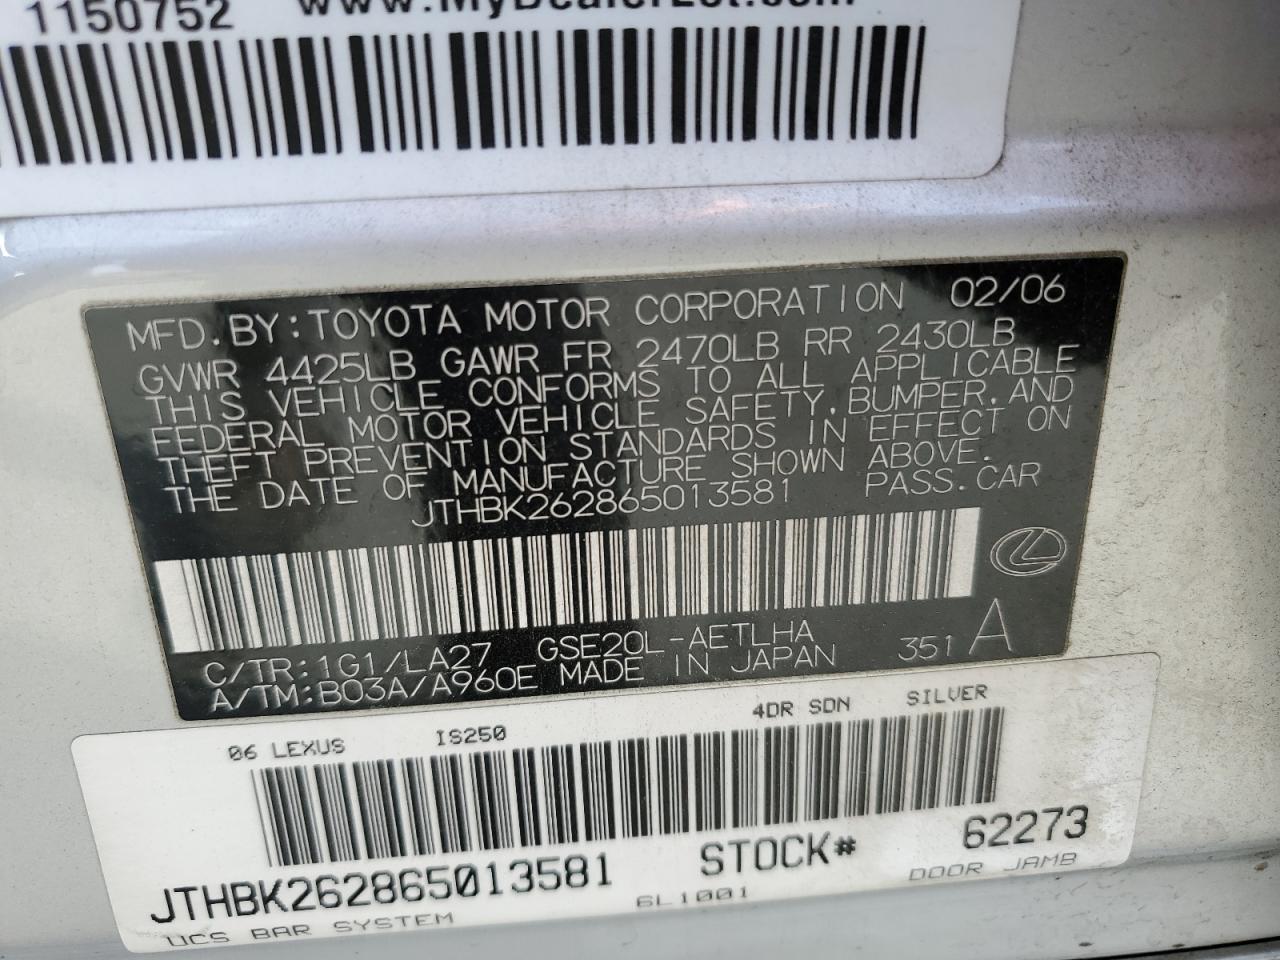 1150752
www.MyDealerLot.com
MFD. BY: TOYOTA MOTOR CORPORATION 02/06
GVWR 4425LB GAWR FR 2470LB RR 2430LB
THIS VEHICLE CONFORMS TO ALL APPLICABLE
FEDERAL MOTOR VEHICLE SAFETY, BUMPER, AND
THEFT PREVENTION STANDARDS IN EFFECT ON
THE DATE OF MANUFACTURE SHOWN ABOVE.
JTHBK262865013581 PASS. CAR
C/TR: 1G1/LA27 GSE20L-AETLHA
A/TM: B03A/A960E MADE IN JAPAN 351 A
06 LEXUS IS250 4DR SDN SILVER
JTHBK262865013581 STOCK# 62273
UCS BAR SYSTEM 6L1001 DOOR JAMB